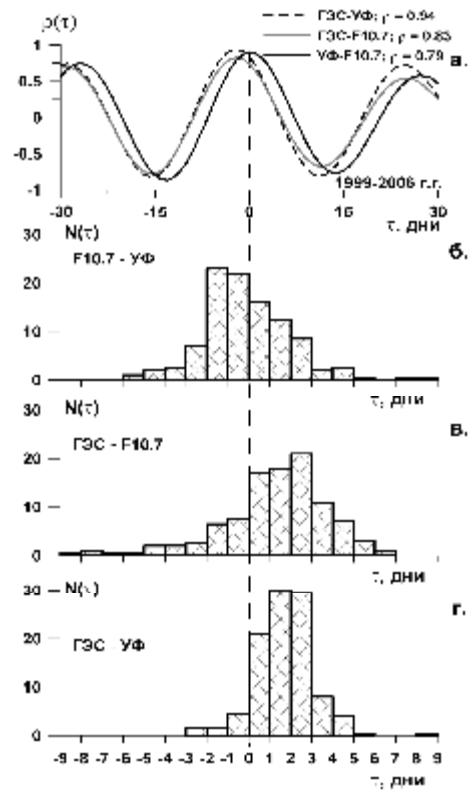 ρ(τ)
ГЭС-УФ; ρ = 0.94
ГЭС-F10.7; ρ = 0.83
УФ-F10.7; ρ = 0.79
а.
1
0.5
0
-0.5
-1
1999-2006 г.г.
-30 -15 0 15 30
τ, дни
б.
30 N(τ)
F10.7 - УФ
20
10
0
τ, дни
в.
30 N(τ)
ГЭС - F10.7
20
10
0
τ, дни
г.
30 N(τ)
ГЭС - УФ
20
10
0
-9 -8 -7 -6 -5 -4 -3 -2 -1 0 1 2 3 4 5 6 7 8 9
τ, дни